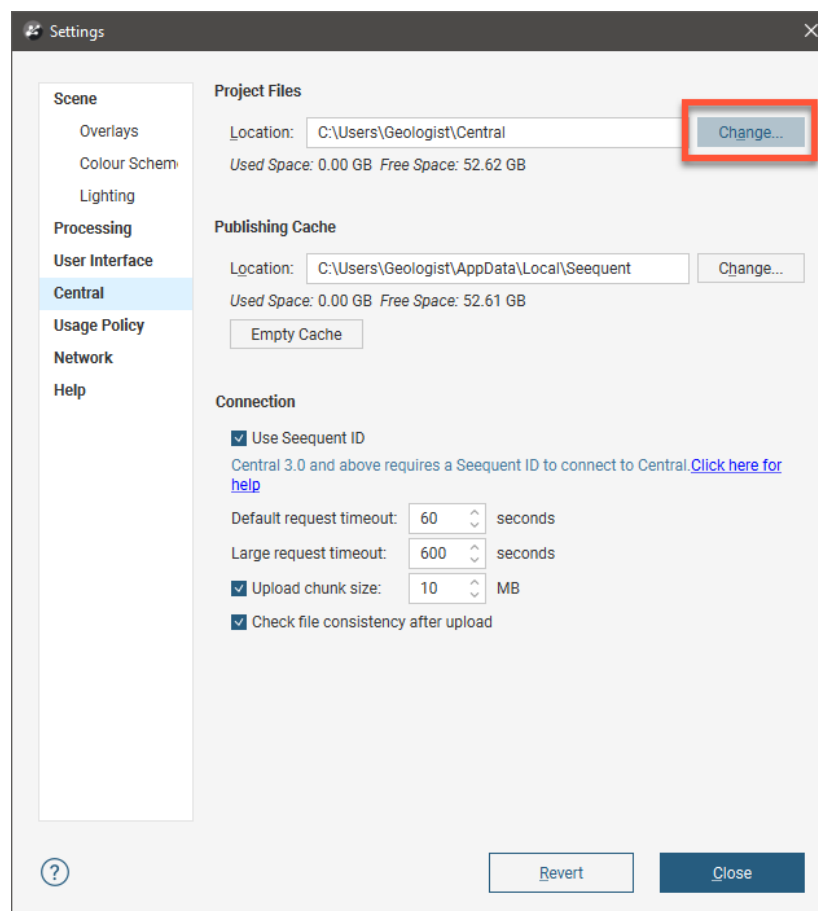 Settings
Scene
Overlays
Colour Schem
Lighting
Processing
User Interface
Central
Usage Policy
Network
Help
Project Files
Location: C:\Users\Geologist\Central Change...
Used Space: 0.00 GB Free Space: 52.62 GB
Publishing Cache
Location: C:\Users\Geologist\AppData\Local\Seequent Change...
Used Space: 0.00 GB Free Space: 52.61 GB
Empty Cache
Connection
Use Seequent ID
Central 3.0 and above requires a Seequent ID to connect to Central.Click here for
help
Default request timeout: 60 seconds
Large request timeout: 600 seconds
Upload chunk size: 10 MB
Check file consistency after upload
?
Revert Close